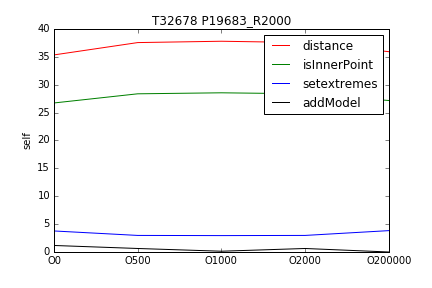 T32678 P19683_R2000
40
35
30
25
20
15
10
5
0
self
distance
isInnerPoint
setextremes
addModel
O0 O500 O1000 O2000 O200000